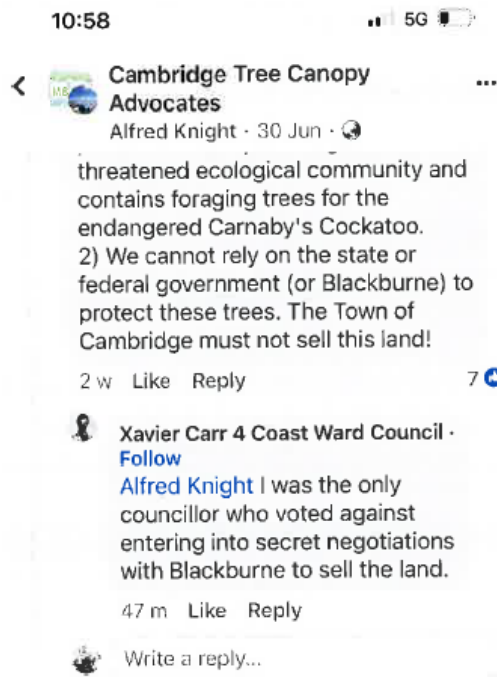 10:58 5G
Cambridge Tree Canopy
Advocates
Alfred Knight · 30 Jun ·
threatened ecological community and
contains foraging trees for the
endangered Carnaby's Cockatoo.
2) We cannot rely on the state or
federal government (or Blackburne) to
protect these trees. The Town of
Cambridge must not sell this land!
2 w Like Reply 7
Xavier Carr 4 Coast Ward Council ·
Follow
Alfred Knight I was the only
councillor who voted against
entering into secret negotiations
with Blackburne to sell the land.
47 m Like Reply
Write a reply...